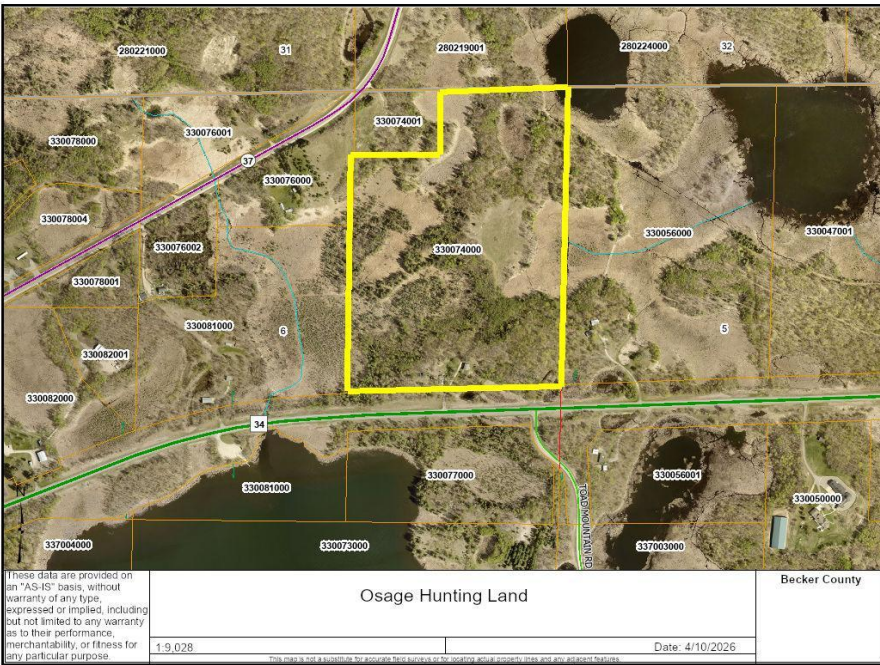 280221000
31
280219001
280224000
32
330074001
330076001
330078000
37
330076000
330078004
330076002
330074000
330056000
330047001
330078001
330081000
6
5
330082001
330082000
34
330077000
330056001
330081000
330050000
TOAD MOUNTAIN RD
337004000
330073000
337003000
These data are provided on
an "AS-IS" basis, without
warranty of any type,
expressed or implied, including
but not limited to any warranty
as to their performance,
merchantability, or fitness for
any particular purpose.
Osage Hunting Land
Becker County
1:9,028
Date: 4/10/2026
This map is not a substitute for accurate field surveys or for locating actual property lines and any adjacent features.